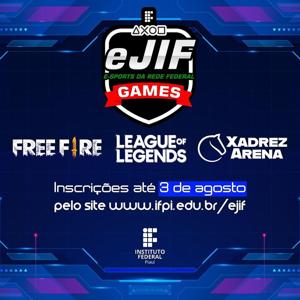 eJIF
E-SPORTS DA REDE FEDERAL
GAMES
FREE FIRE
LEAGUE OF
LEGENDS
XADREZ
ARENA
Inscrições até 3 de agosto
pelo site www.ifpi.edu.br/ejif
INSTITUTO
FEDERAL
Piauí